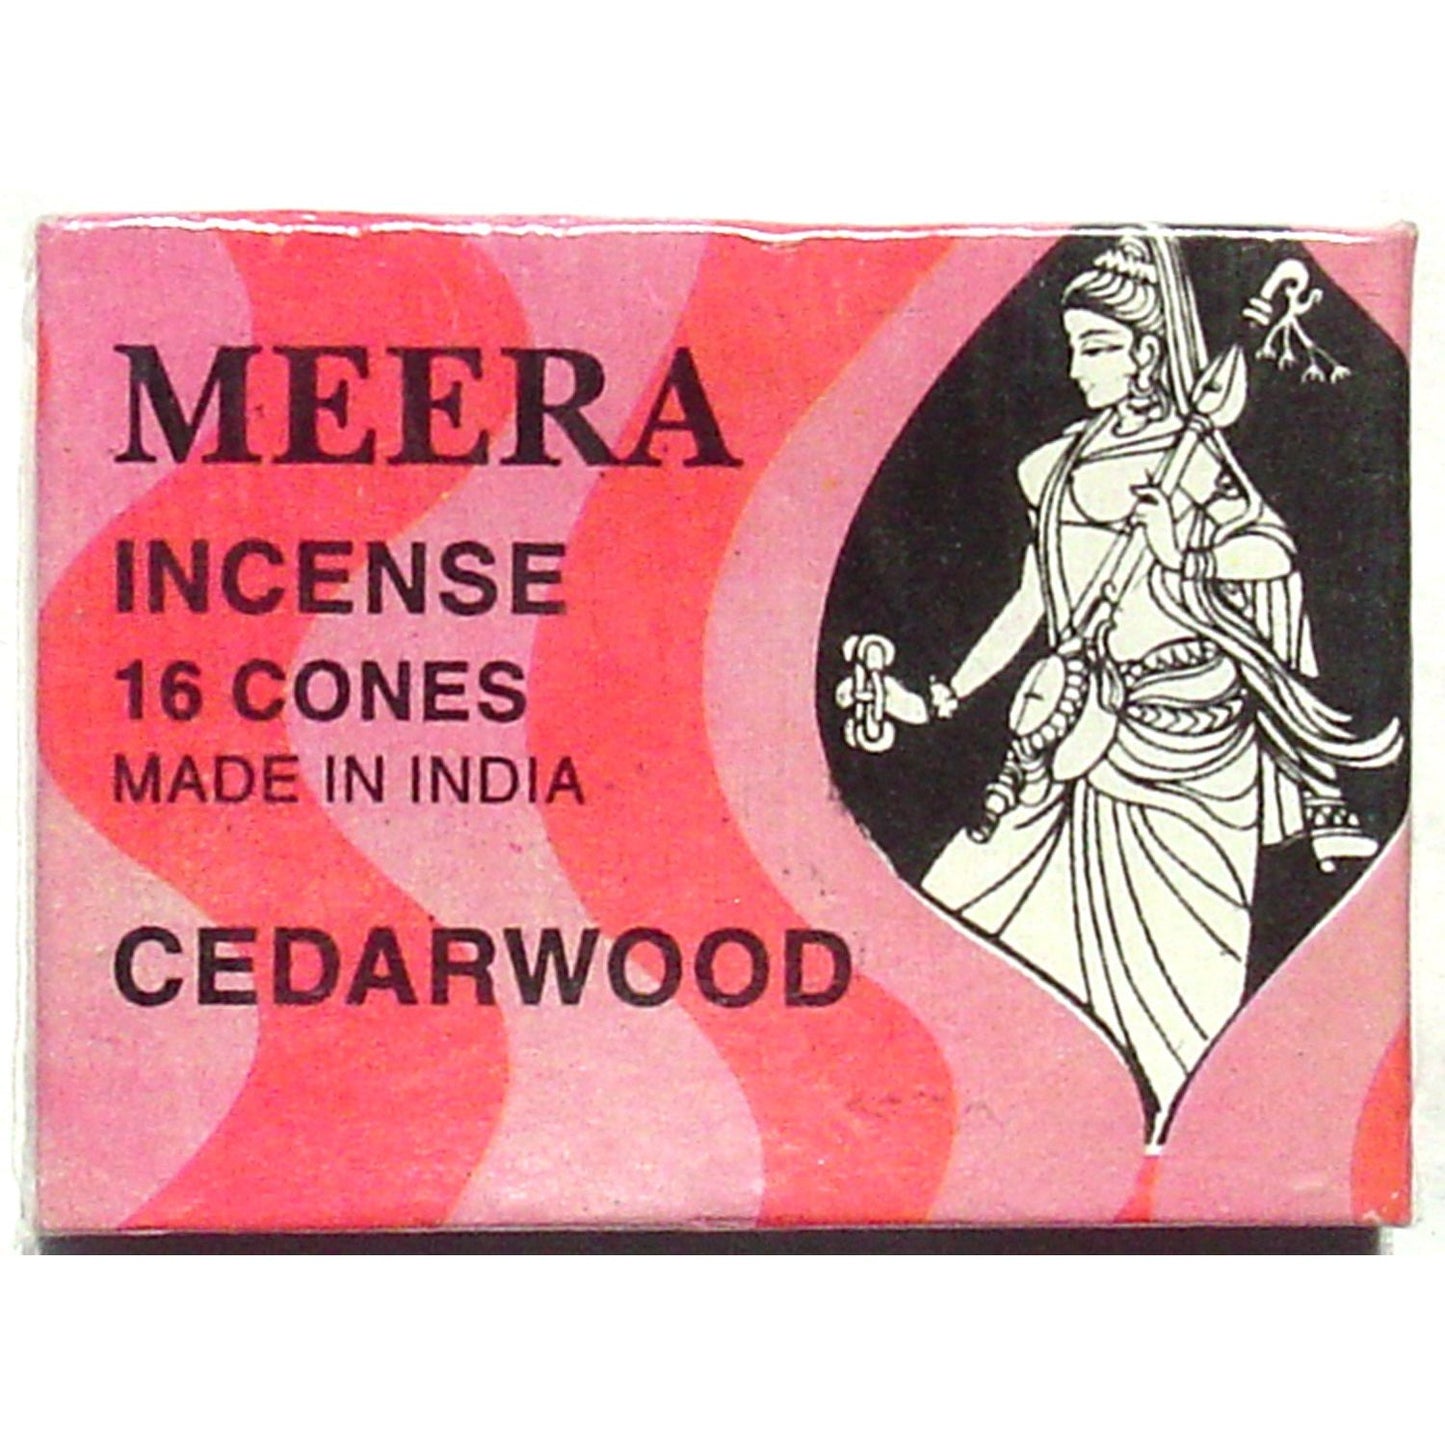 MEERA
INCENSE
16 CONES
MADE IN INDIA
CEDARWOOD